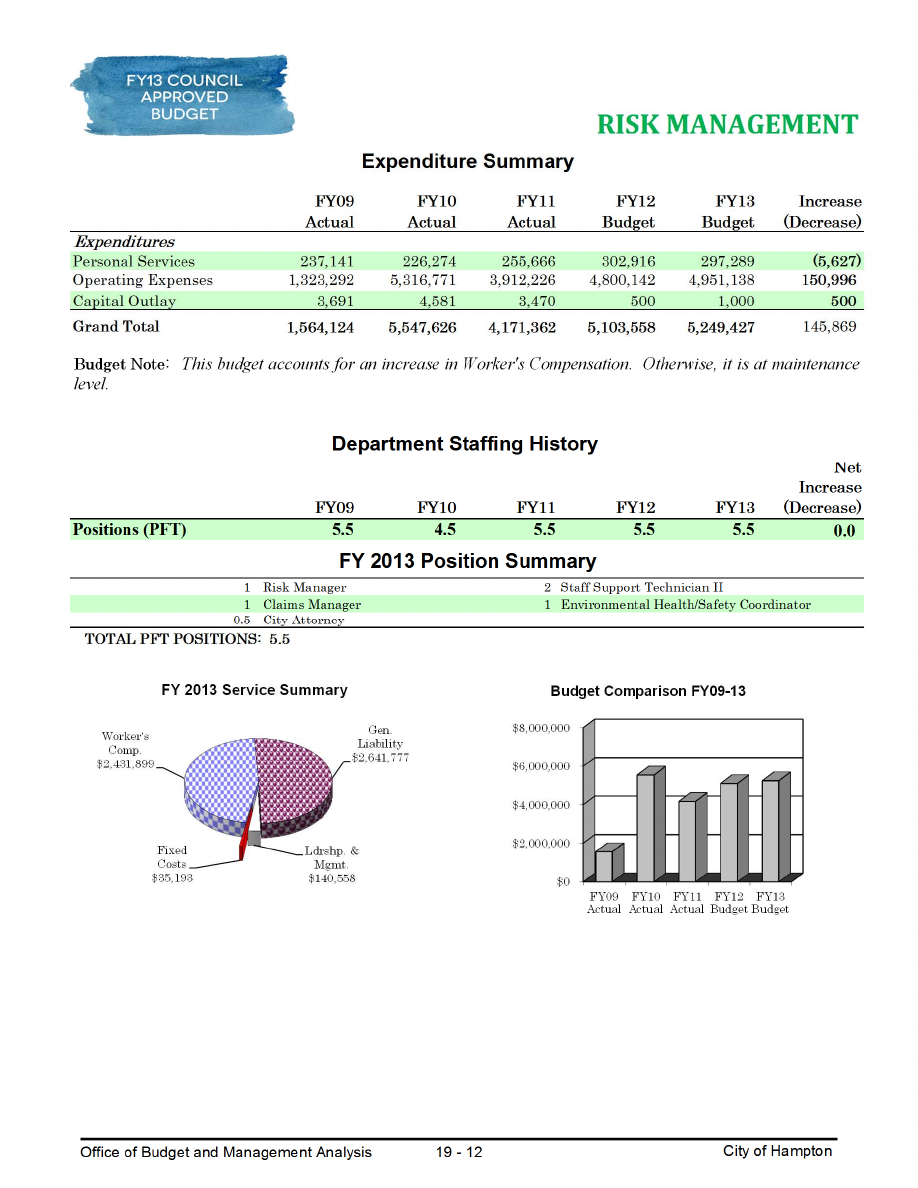 FY13 COUNCIL
APPROVED
BUDGET
RISK MANAGEMENT
Expenditure Summary
FY09 FY10 FY11 FY12 FY13 Increase
Actual Actual Actual Budget Budget (Decrease)
Expenditures
Personal Services 237,141 226,274 255,666 302,916 297,289 (5,627)
Operating Expenses 1,323,292 5,316,771 3,912,226 4,800,142 4,951,138 150,996
Capital Outlay 3,691 4,581 3,470 500 1,000 500
Grand Total 1,564,124 5,547,626 4,171,362 5,103,558 5,249,427 145,869
Budget Note: This budget accounts for an increase in Worker's Compensation. Otherwise, it is at maintenance
level.
Department Staffing History
Net
Increase
FY09 FY10 FY11 FY12 FY13 (Decrease)
Positions (PFT) 5.5 4.5 5.5 5.5 5.5 0.0
FY 2013 Position Summary
1 Risk Manager 2 Staff Support Technician II
1 Claims Manager 1 Environmental Health/Safety Coordinator
0.5 City Attorney
TOTAL PFT POSITIONS: 5.5
FY 2013 Service Summary
Worker's
Comp.
$2,431,899
Gen.
Liability
$2,641,777
Fixed
Costs
$35,193
Ldrshp. &
Mgmt.
$140,558
Budget Comparison FY09-13
$8,000,000
$6,000,000
$4,000,000
$2,000,000
$0
FY09 FY10 FY11 FY12 FY13
Actual Actual Actual Budget Budget
Office of Budget and Management Analysis 19 - 12 City of Hampton